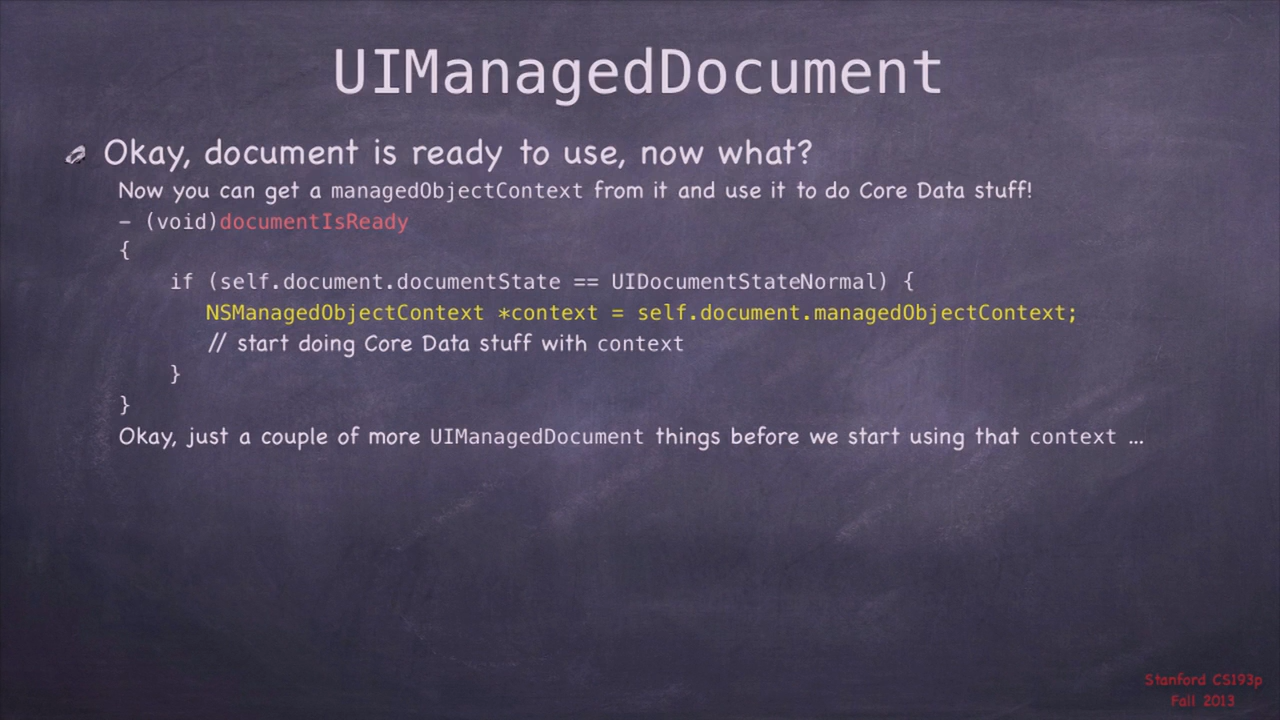 UIManagedDocument
Okay, document is ready to use, now what?
Now you can get a managedObjectContext from it and use it to do Core Data stuff!
- (void)documentIsReady
{
if (self.document.documentState == UIDocumentStateNormal) {
NSManagedObjectContext *context = self.document.managedObjectContext;
// start doing Core Data stuff with context
}
}
Okay, just a couple of more UIManagedDocument things before we start using that context ...
Stanford CS193p
Fall 2013